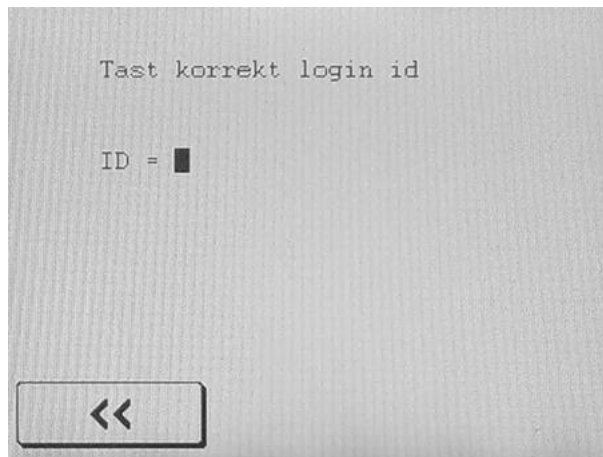 Tast korrekt login id
ID =
<<